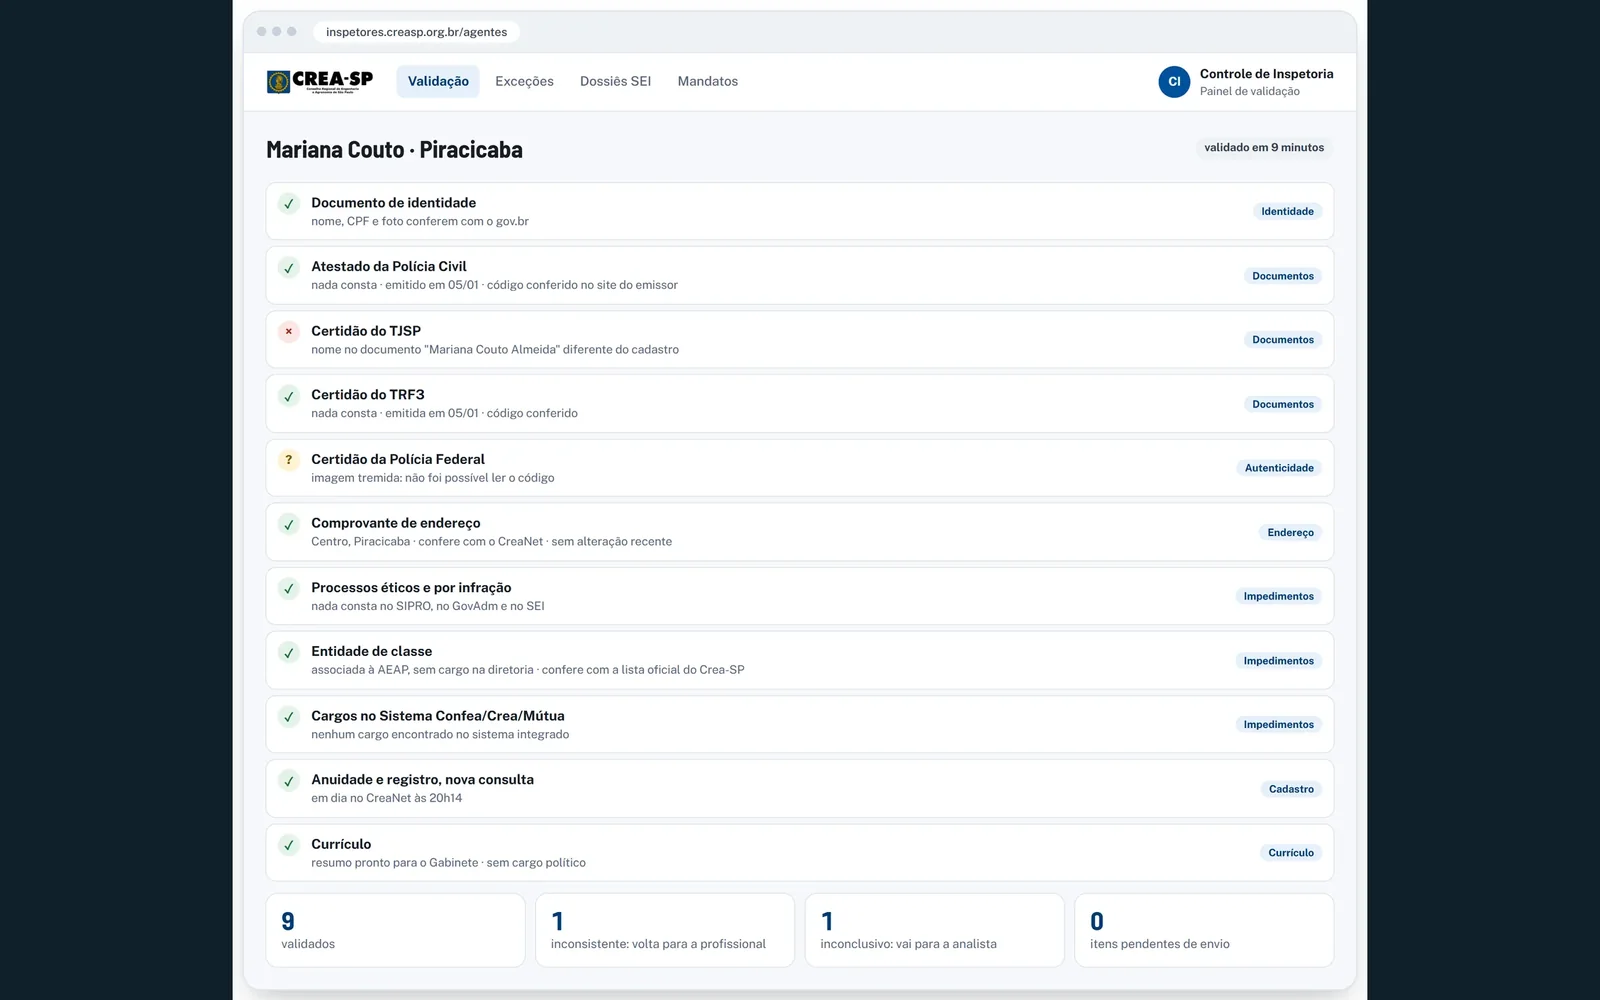 inspetores.creasp.org.br/agentes
CREA-SP
Conselho Regional de Engenharia
e Agronomia de São Paulo
Validação
Exceções
Dossiês SEI
Mandatos
CI
Controle de Inspetoria
Painel de validação
Mariana Couto · Piracicaba
validado em 9 minutos
Documento de identidade
nome, CPF e foto conferem com o gov.br
Identidade
Atestado da Polícia Civil
nada consta · emitido em 05/01 · código conferido no site do emissor
Documentos
Certidão do TJSP
nome no documento "Mariana Couto Almeida" diferente do cadastro
Documentos
Certidão do TRF3
nada consta · emitida em 05/01 · código conferido
Documentos
?
Certidão da Polícia Federal
imagem tremida: não foi possível ler o código
Autenticidade
Comprovante de endereço
Centro, Piracicaba · confere com o CreaNet · sem alteração recente
Endereço
Processos éticos e por infração
nada consta no SIPRO, no GovAdm e no SEI
Impedimentos
Entidade de classe
associada à AEAP, sem cargo na diretoria · confere com a lista oficial do Crea-SP
Impedimentos
Cargos no Sistema Confea/Crea/Mútua
nenhum cargo encontrado no sistema integrado
Impedimentos
Anuidade e registro, nova consulta
em dia no CreaNet às 20h14
Cadastro
Currículo
resumo pronto para o Gabinete · sem cargo político
Currículo
9
validados
1
inconsistente: volta para a profissional
1
inconclusivo: vai para a analista
0
itens pendentes de envio